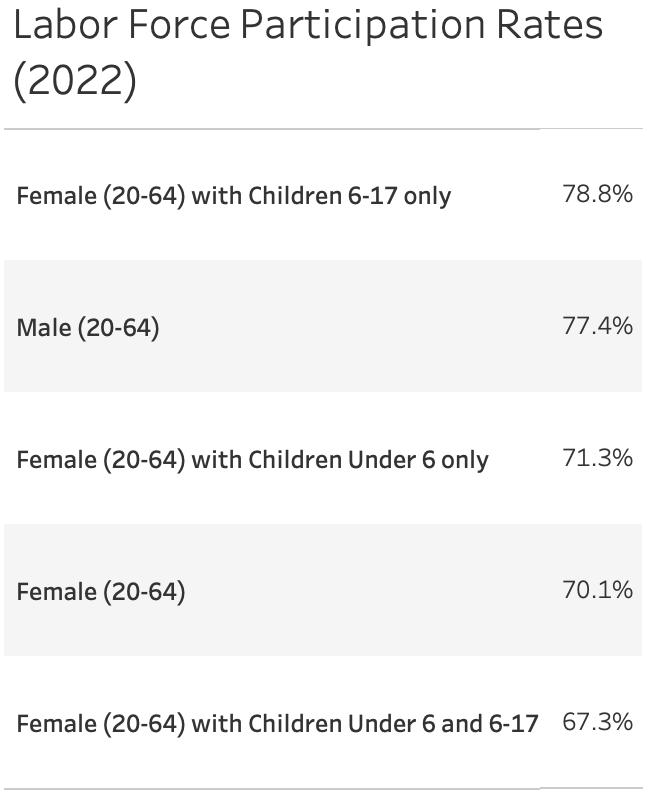 Labor Force Participation Rates
(2022)
Female (20-64) with Children 6-17 only 78.8%
Male (20-64) 77.4%
Female (20-64) with Children Under 6 only 71.3%
Female (20-64) 70.1%
Female (20-64) with Children Under 6 and 6-17 67.3%